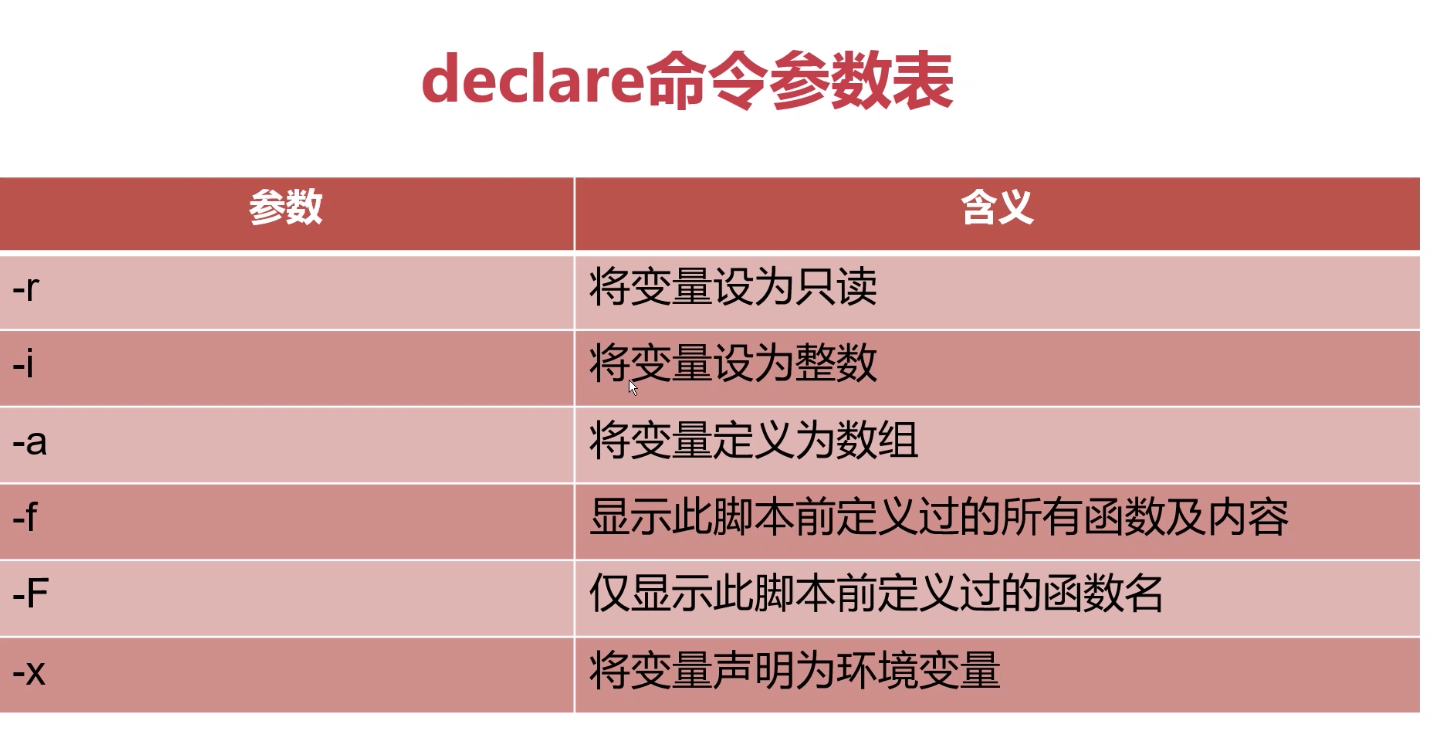 declare命令参数表
参数 含义
-r 将变量设为只读
-i 将变量设为整数
-a 将变量定义为数组
-f 显示此脚本前定义过的所有函数及内容
-F 仅显示此脚本前定义过的函数名
-x 将变量声明为环境变量